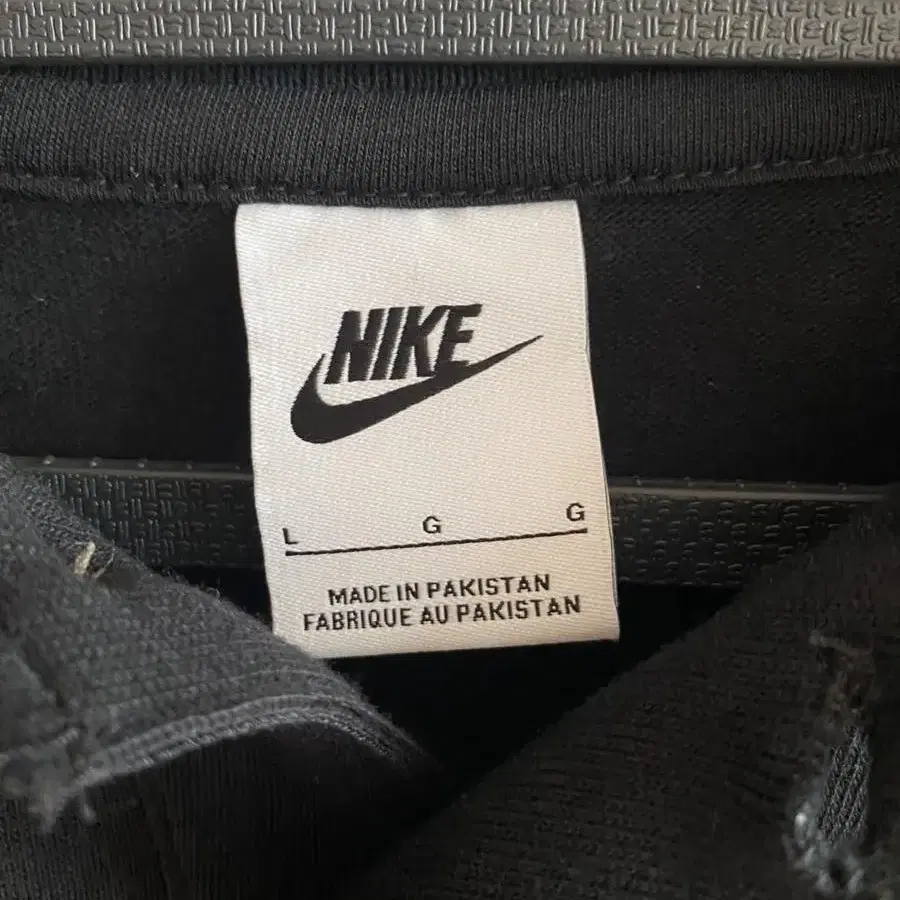 NIKE
L G G
MADE IN PAKISTAN
FABRIQUE AU PAKISTAN